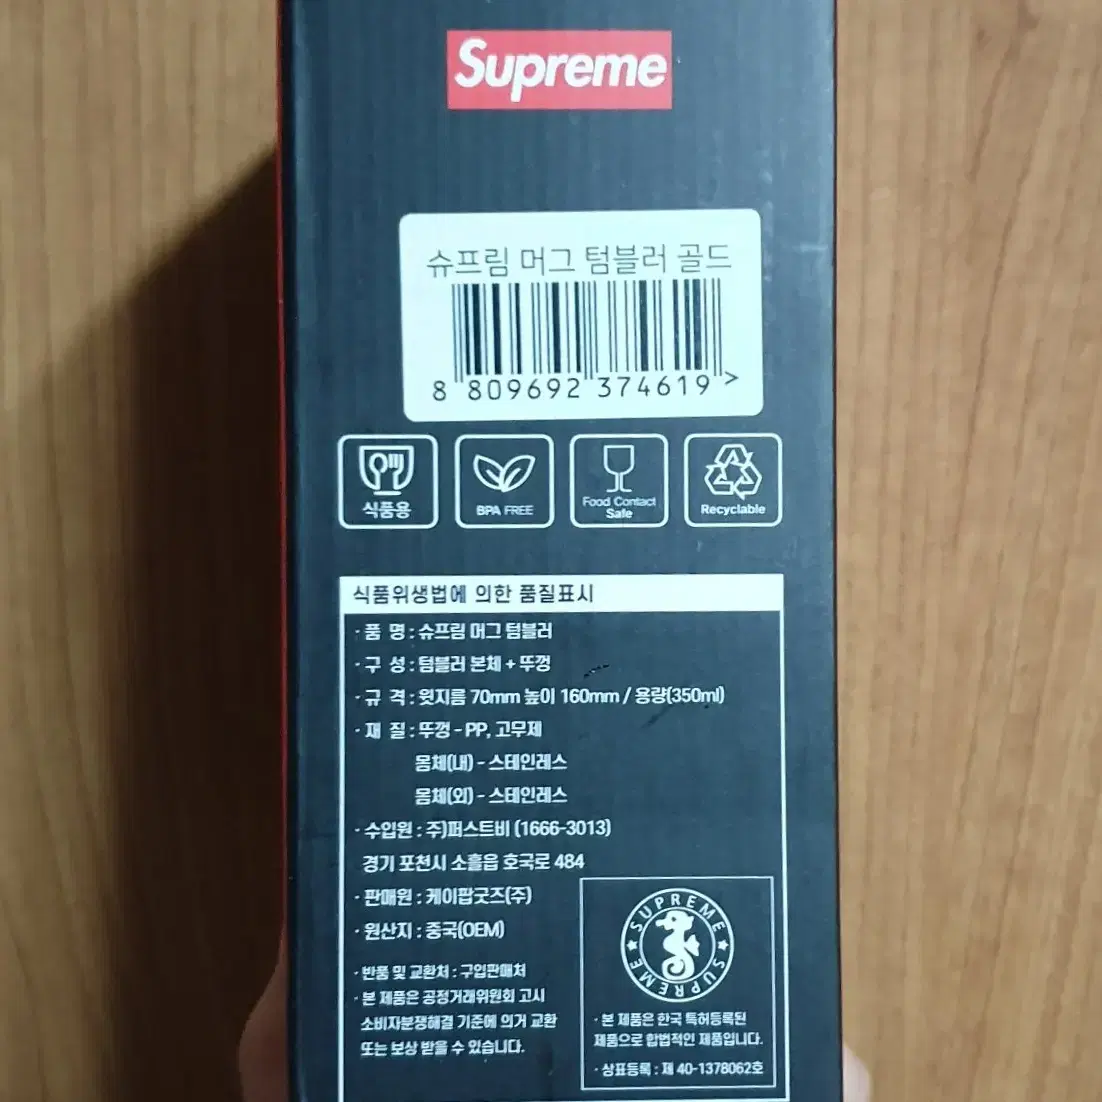 Supreme
슈프림 머그 텀블러 골드
8 809692 374619 >
식품용
BPA FREE
Food Contact
Safe
Recyclable
식품위생법에 의한 품질표시
· 품 명 : 슈프림 머그 텀블러
· 구 성 : 텀블러 본체 + 뚜껑
· 규 격 : 윗지름 70mm 높이 160mm / 용량(350ml)
· 재 질 : 뚜껑 - PP, 고무제
몸체(내) - 스테인레스
몸체(외) - 스테인레스
· 수입원 : 주)퍼스트비 (1666-3013)
경기 포천시 소흘읍 호국로 484
· 판매원 : 케이팝굿즈(주)
· 원산지 : 중국(OEM)
· 반품 및 교환처 : 구입판매처
· 본 제품은 공정거래위원회 고시
소비자분쟁해결 기준에 의거 교환
또는 보상 받을 수 있습니다.
SUPREME
SUPREME
· 본 제품은 한국 특허등록된
제품으로 합법적인 제품입니다.
· 상표등록 : 제 40-1378062호